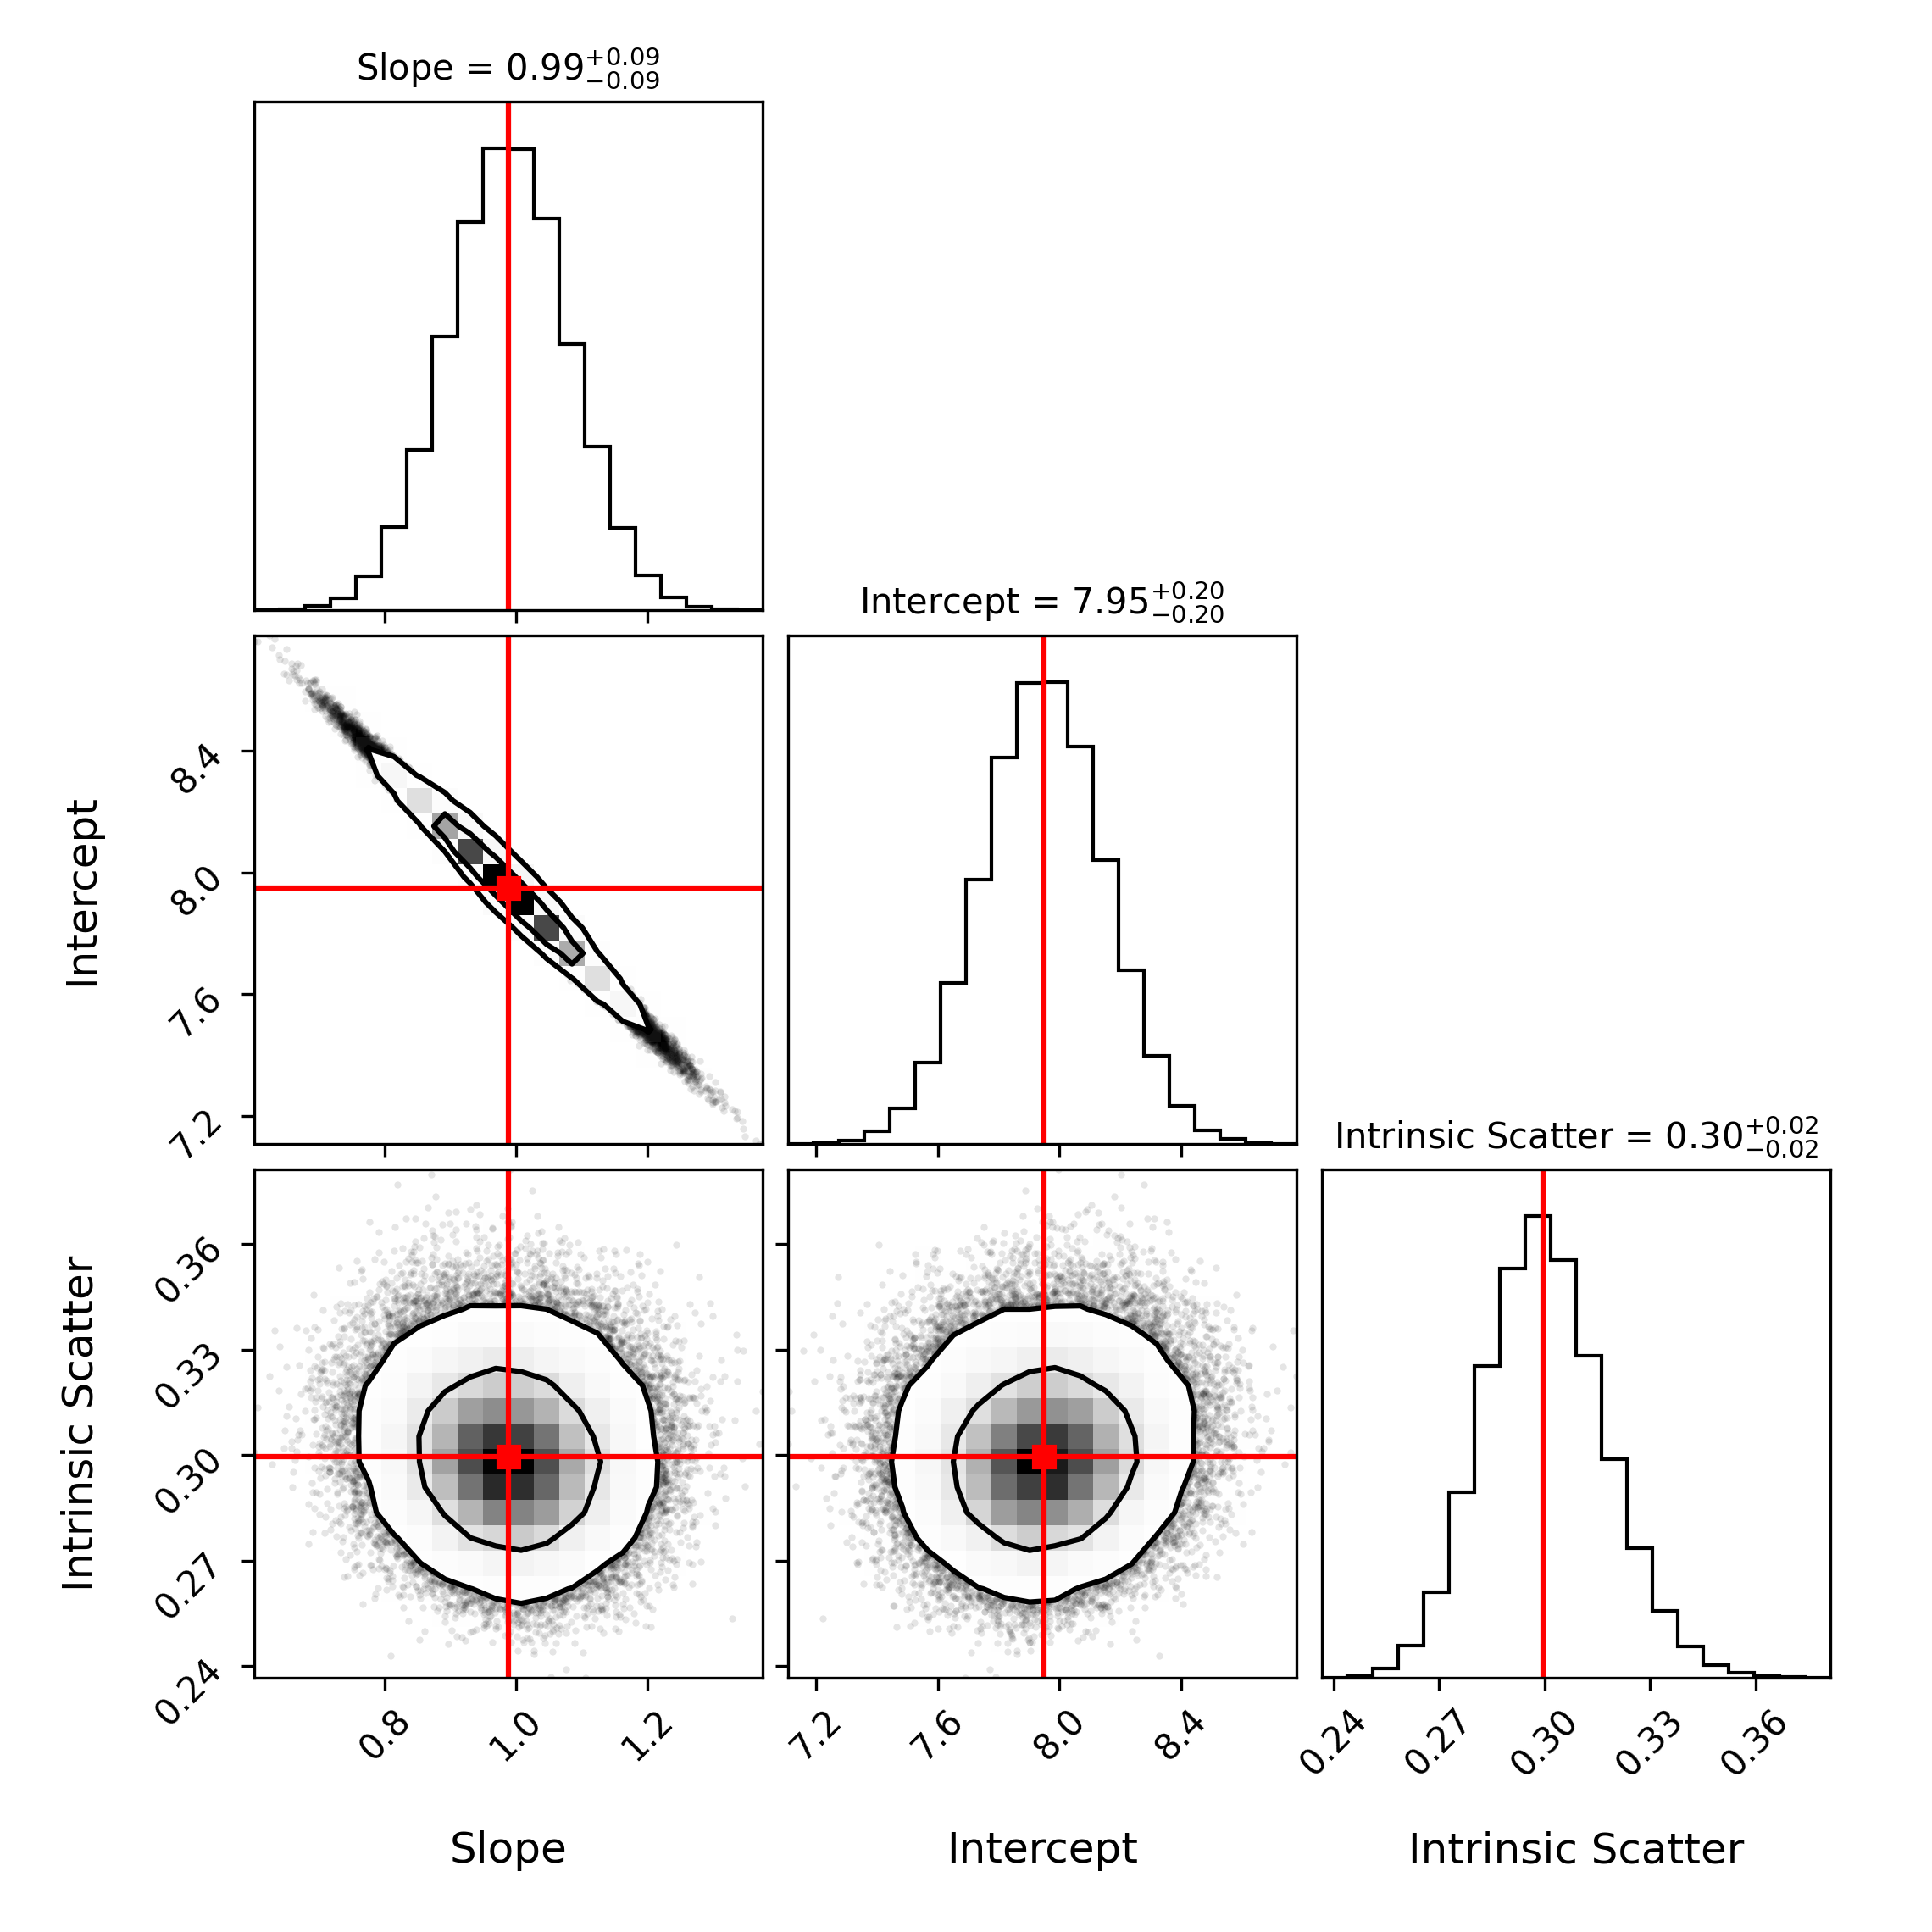 Slope = 0.99+0.09 −0.09
Intercept = 7.95+0.20 −0.20
8.4
8.0
7.6
7.2
Intercept
Intrinsic Scatter = 0.30+0.02 −0.02
0.36
0.33
0.30
0.27
0.24
Intrinsic Scatter
0.8 1.0 1.2 7.2 7.6 8.0 8.4 0.24 0.27 0.30 0.33 0.36
Slope Intercept Intrinsic Scatter